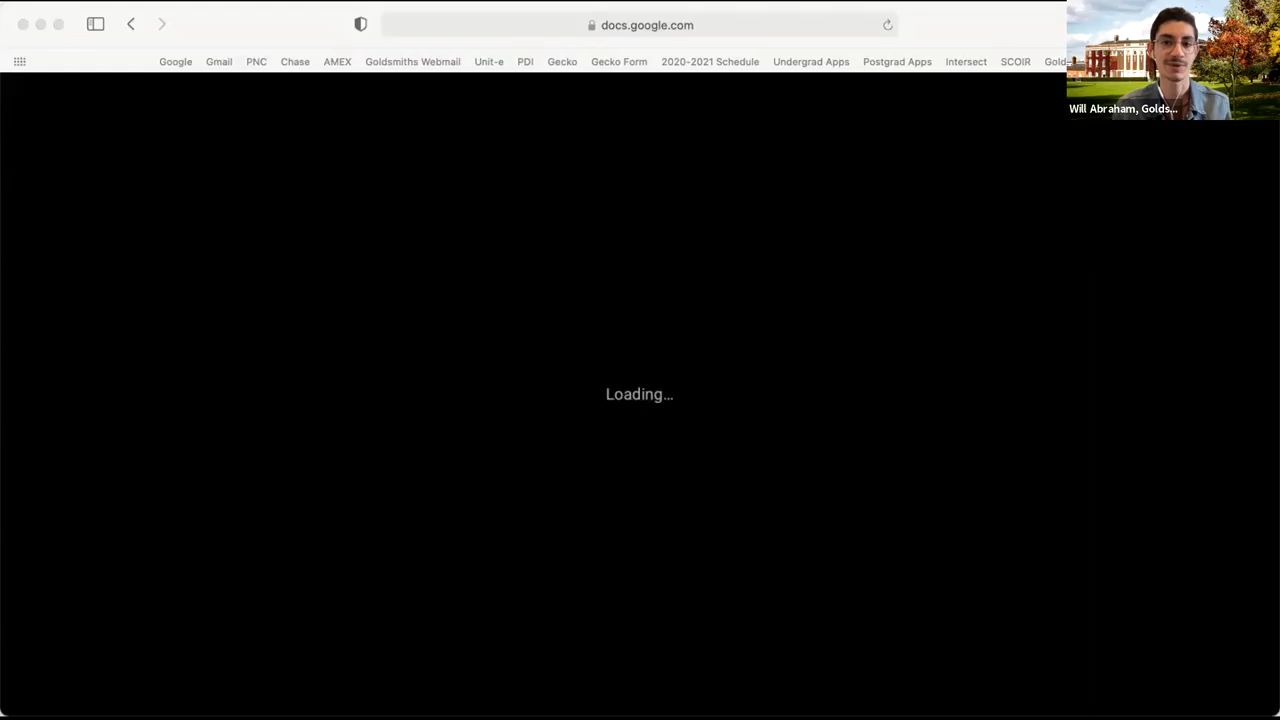 docs.google.com
Google Gmail PNC Chase AMEX Goldsmiths Webmail Unit-e PDI Gecko Gecko Form 2020-2021 Schedule Undergrad Apps Postgrad Apps Intersect SCOIR Gold
Will Abraham, Golds...
Loading...